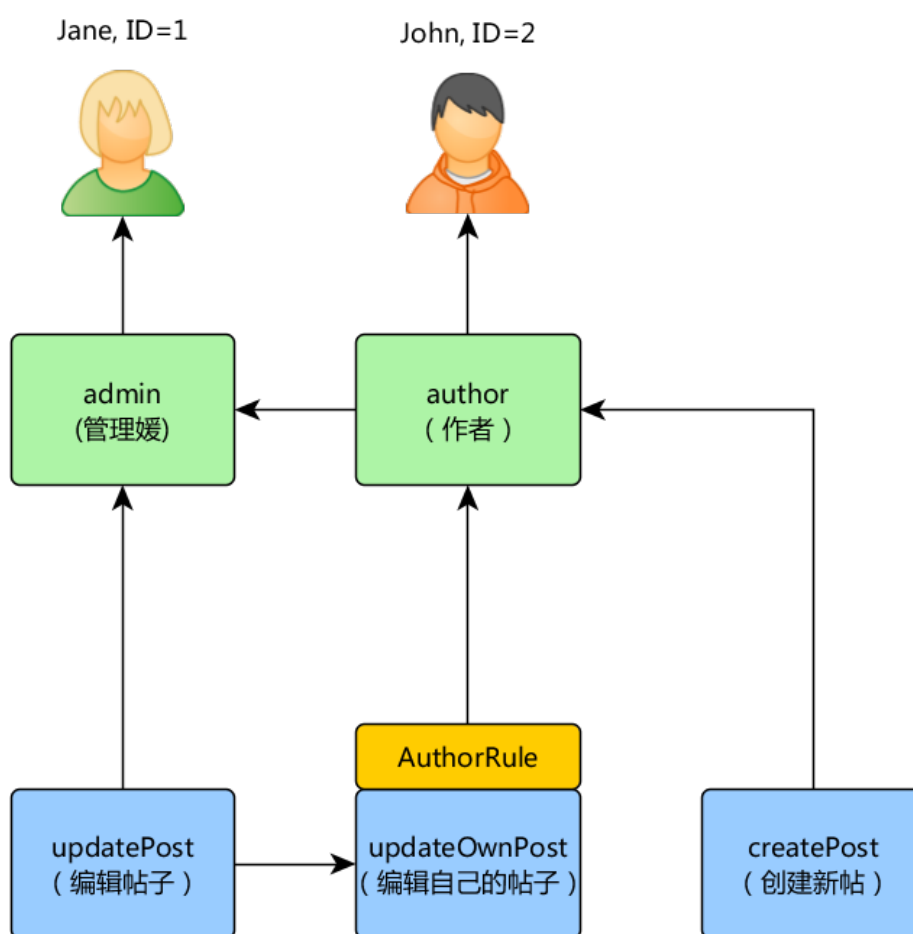 Jane, ID=1
John, ID=2
admin
(管理媛)
author
（作者）
AuthorRule
updatePost
（编辑帖子）
updateOwnPost
（编辑自己的帖子）
createPost
（创建新帖）